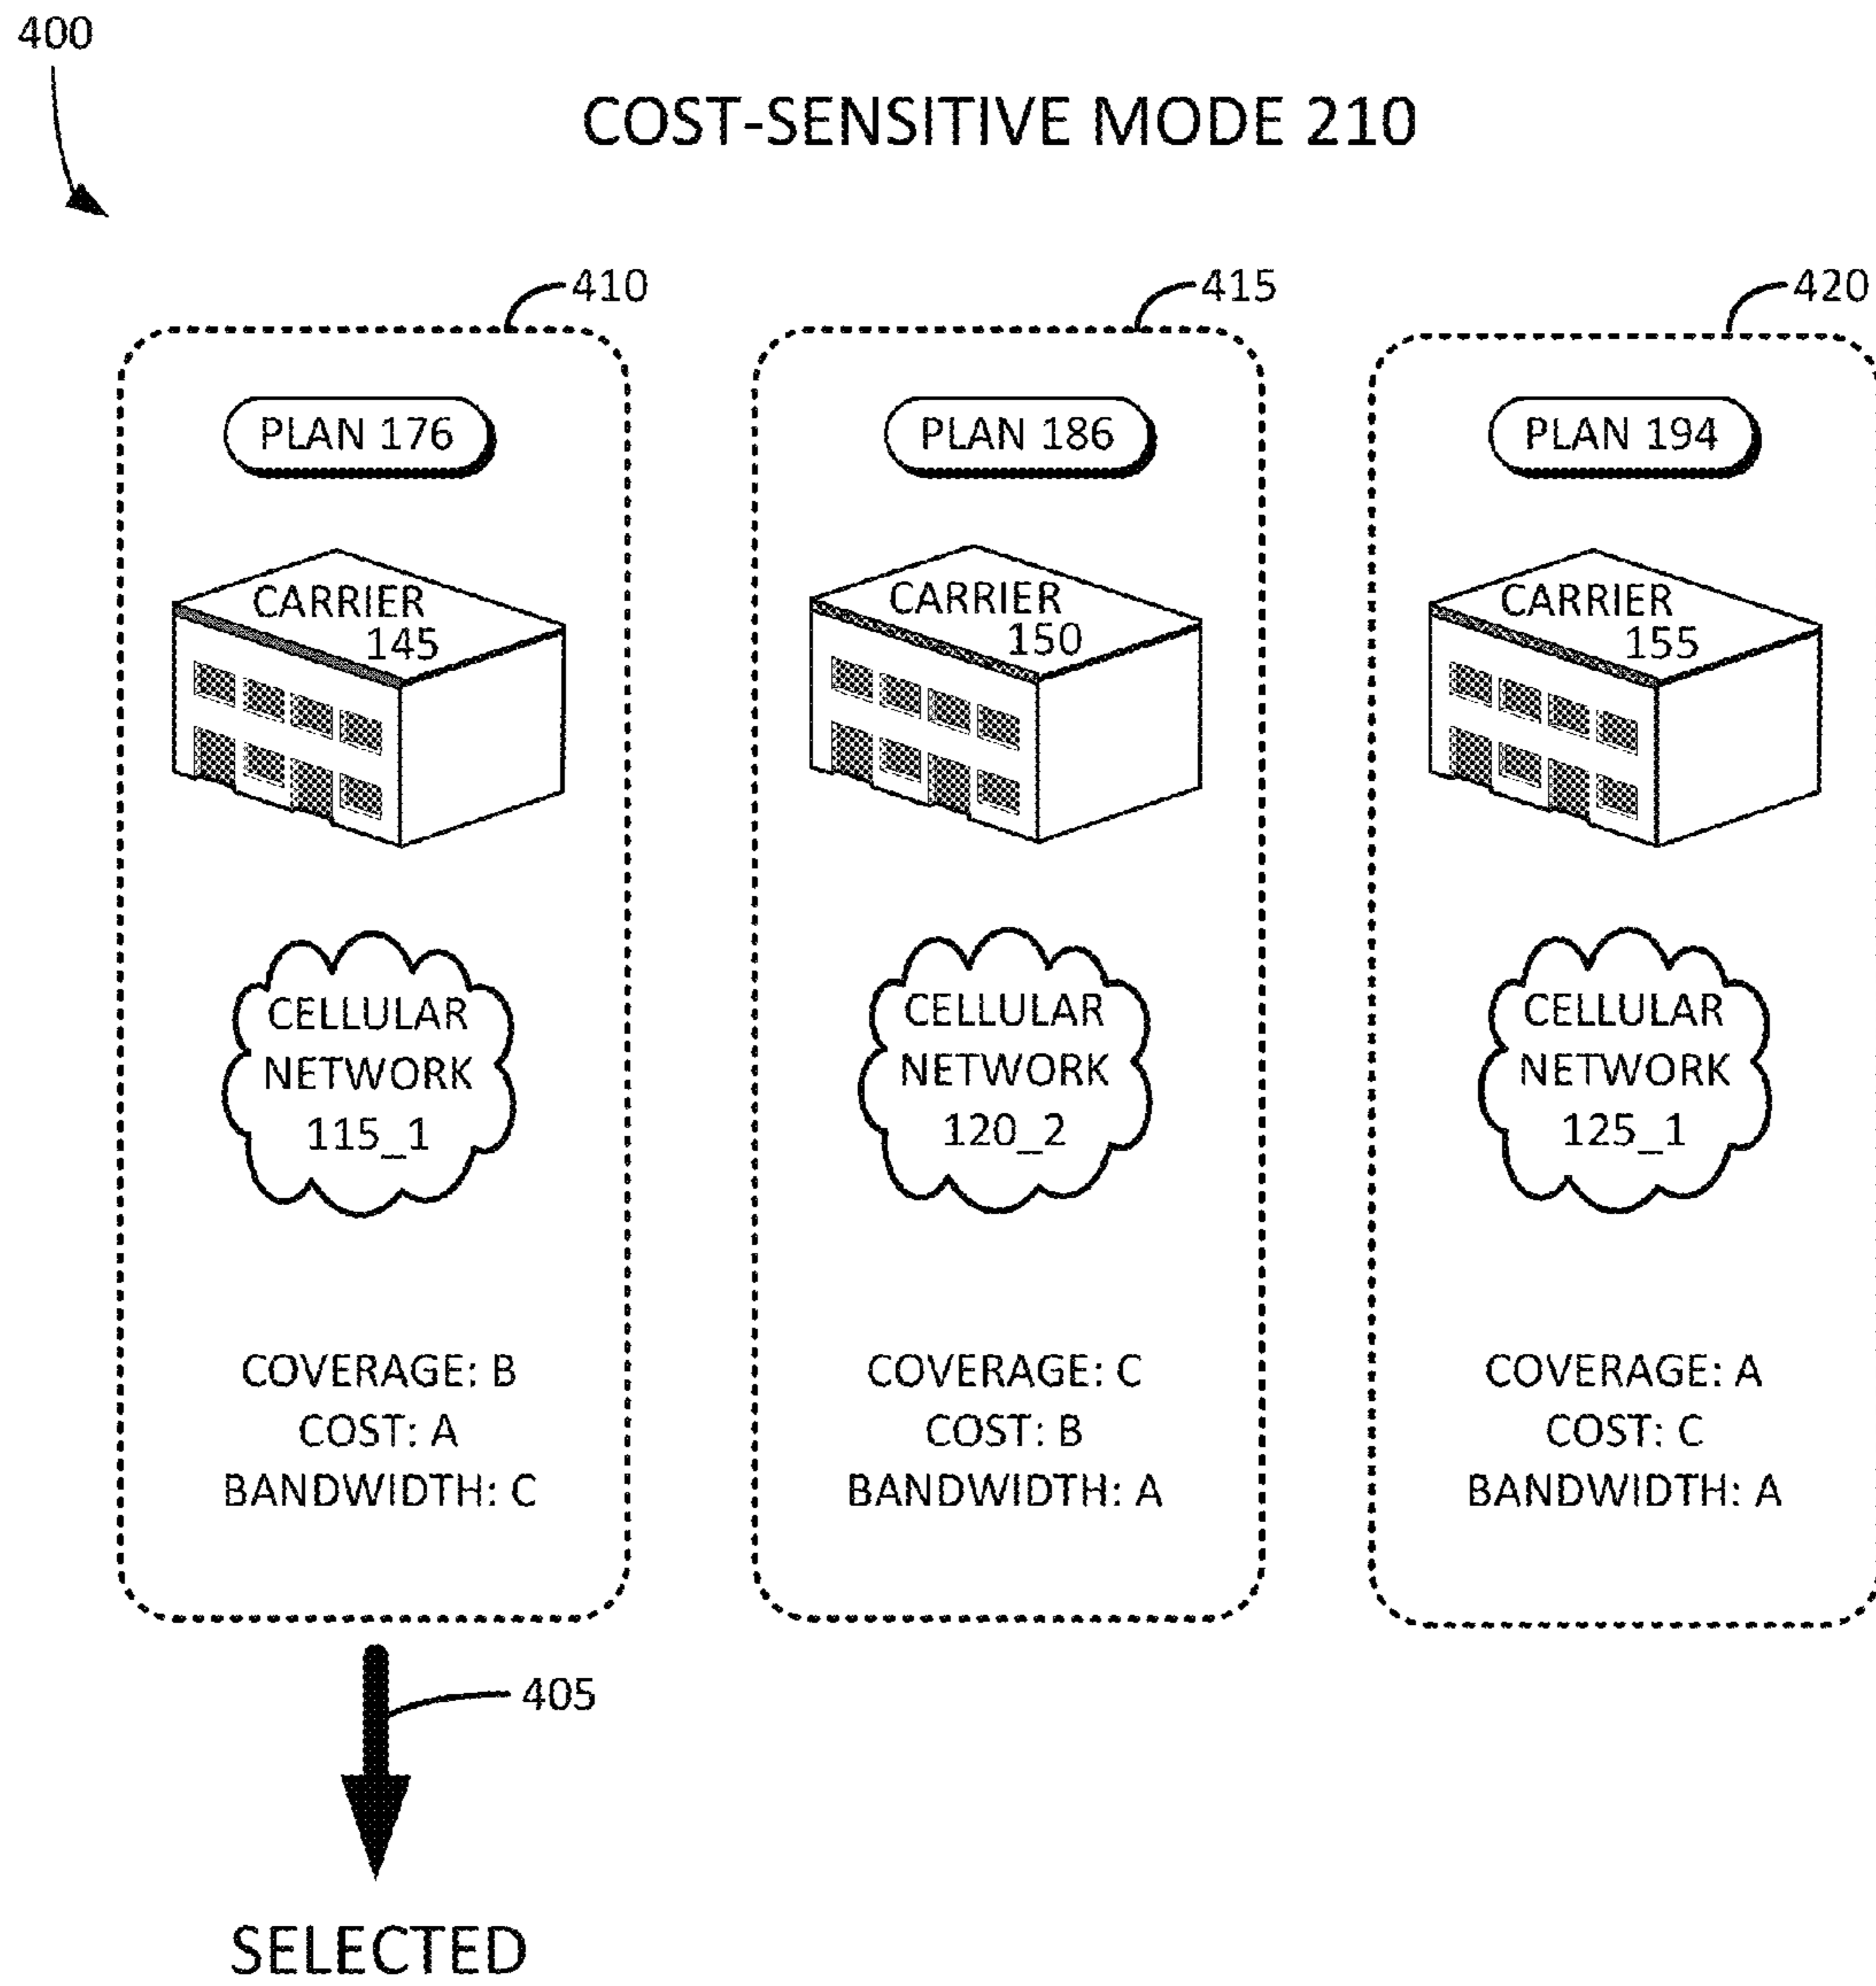 400
COST-SENSITIVE MODE 210
410
415
420
PLAN 176
CARRIER
145
CELLULAR
NETWORK
115_1
COVERAGE: B
COST: A
BANDWIDTH: C
PLAN 186
CARRIER
150
CELLULAR
NETWORK
120_2
COVERAGE: C
COST: B
BANDWIDTH: A
PLAN 194
CARRIER
155
CELLULAR
NETWORK
125_1
COVERAGE: A
COST: C
BANDWIDTH: A
405
SELECTED